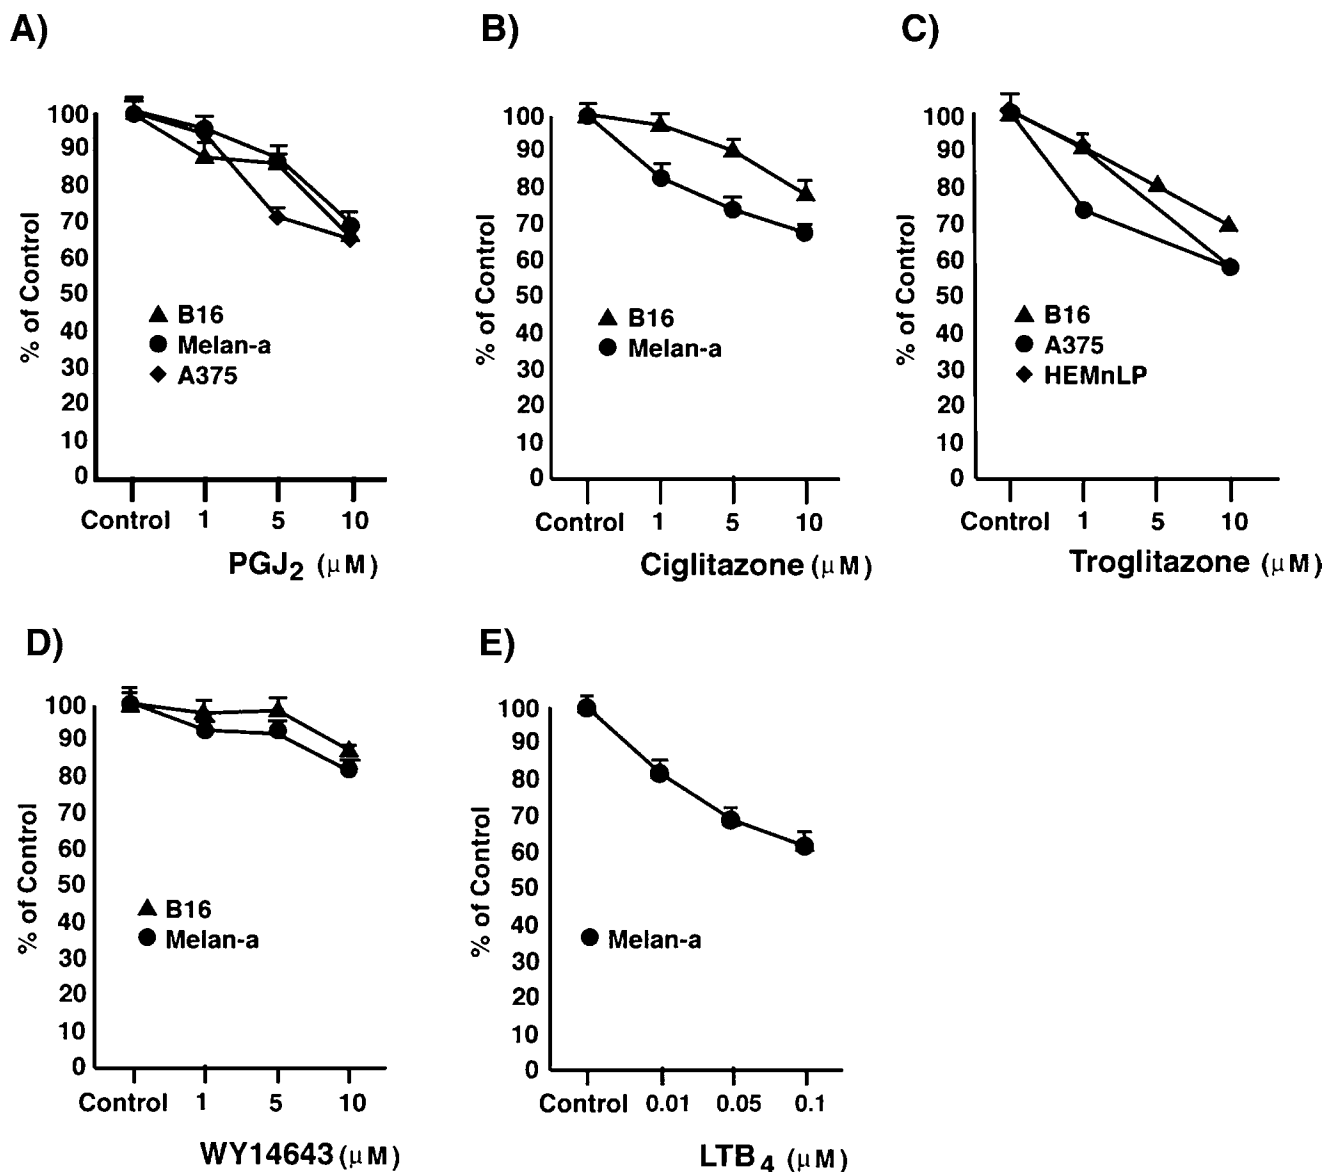 A)
100
90
80
70
60
50
40
30
20
10
0
% of Control
B16
Melan-a
A375
Control 1 5 10
PGJ2 (μM)
B)
100
90
80
70
60
50
40
30
20
10
0
% of Control
B16
Melan-a
Control 1 5 10
Ciglitazone (μM)
C)
100
90
80
70
60
50
40
30
20
10
0
% of Control
B16
A375
HEMnLP
Control 1 5 10
Troglitazone (μM)
D)
100
90
80
70
60
50
40
30
20
10
0
% of Control
B16
Melan-a
Control 1 5 10
WY14643 (μM)
E)
100
90
80
70
60
50
40
30
20
10
0
% of Control
Melan-a
Control 0.01 0.05 0.1
LTB4 (μM)